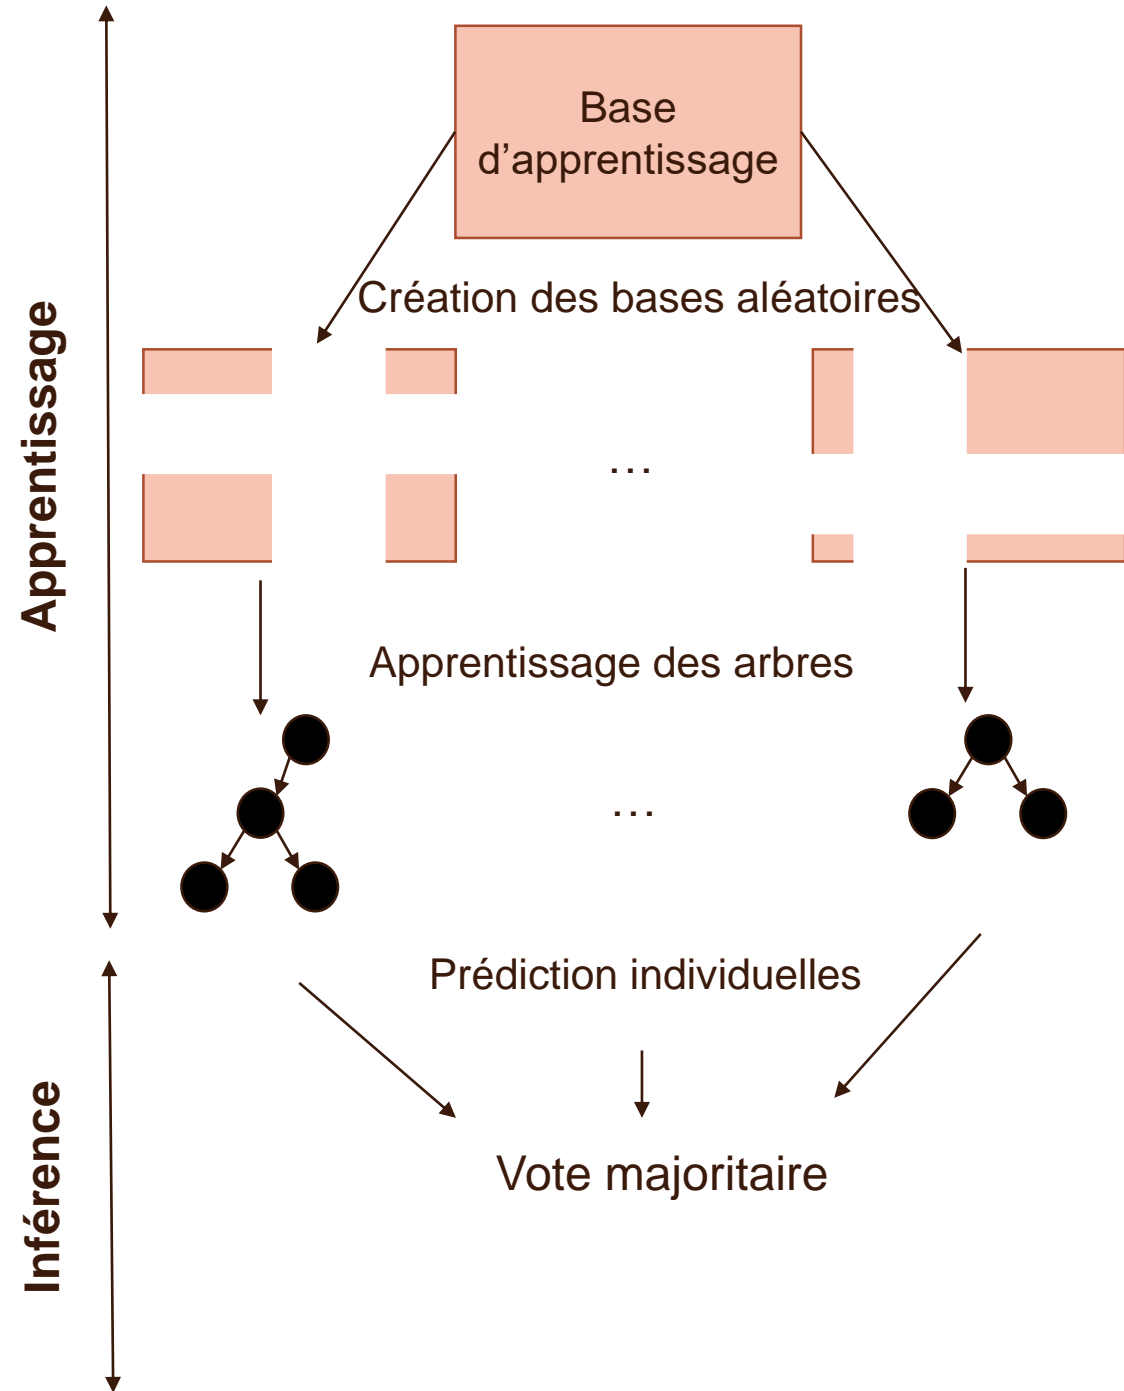 Base
d’apprentissage
Création des bases aléatoires
Apprentissage
…
Apprentissage des arbres
…
Prédiction individuelles
Inférence
Vote majoritaire